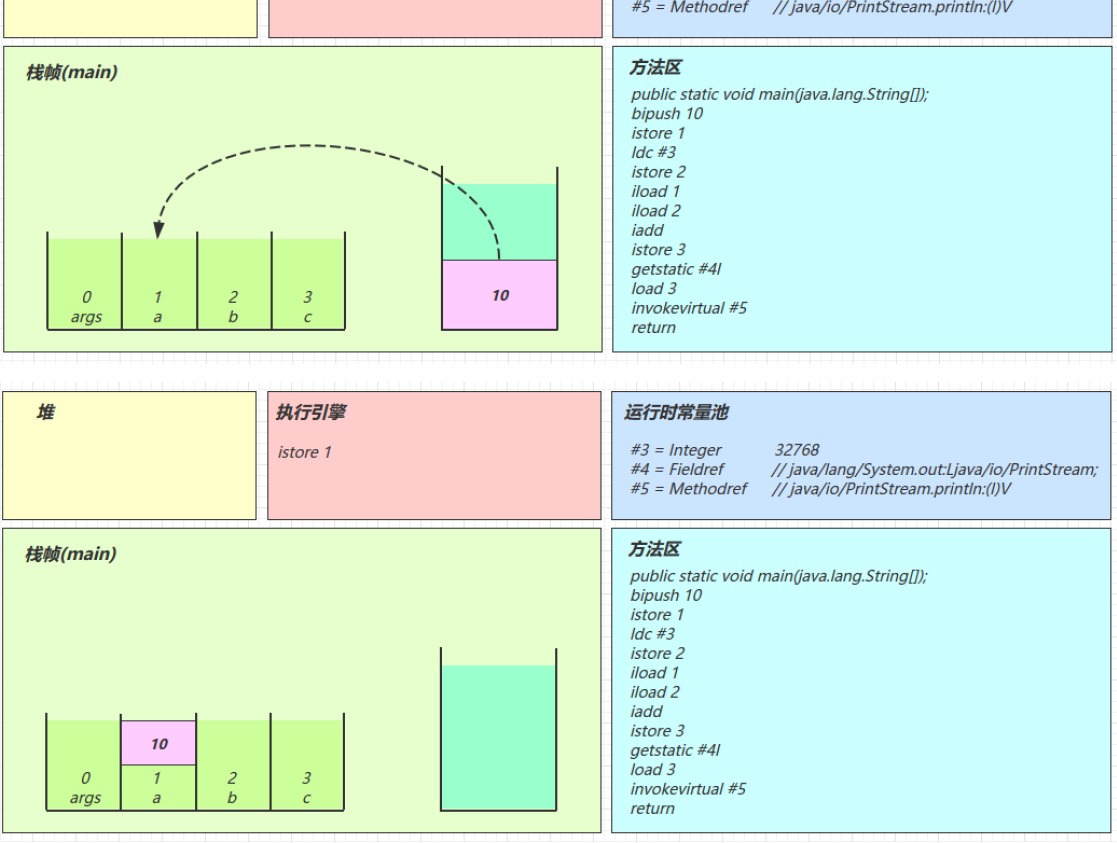 #5 = Methodref // java/io/PrintStream.println:(I)V
栈帧(main)
0 1 2 3
args a b c
10
方法区
public static void main(java.lang.String[]);
bipush 10
istore 1
ldc #3
istore 2
iload 1
iload 2
iadd
istore 3
getstatic #4I
load 3
invokevirtual #5
return
堆
执行引擎
istore 1
运行时常量池
#3 = Integer 32768
#4 = Fieldref // java/lang/System.out:Ljava/io/PrintStream;
#5 = Methodref // java/io/PrintStream.println:(I)V
栈帧(main)
10
0 1 2 3
args a b c
方法区
public static void main(java.lang.String[]);
bipush 10
istore 1
ldc #3
istore 2
iload 1
iload 2
iadd
istore 3
getstatic #4I
load 3
invokevirtual #5
return